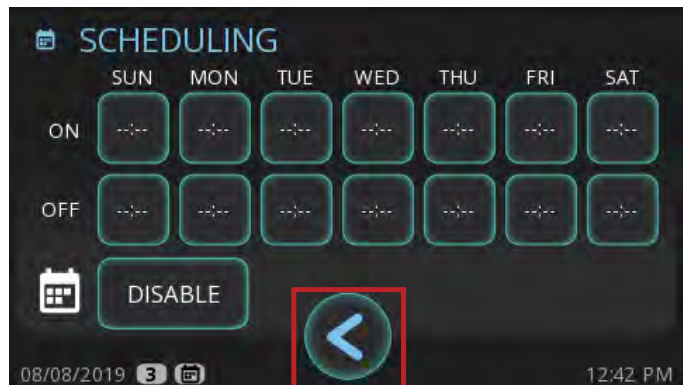 SCHEDULING
SUN MON TUE WED THU FRI SAT
ON --:-- --:-- --:-- --:-- --:-- --:-- --:--
OFF --:-- --:-- --:-- --:-- --:-- --:-- --:--
DISABLE
08/08/2019 3 12:42 PM